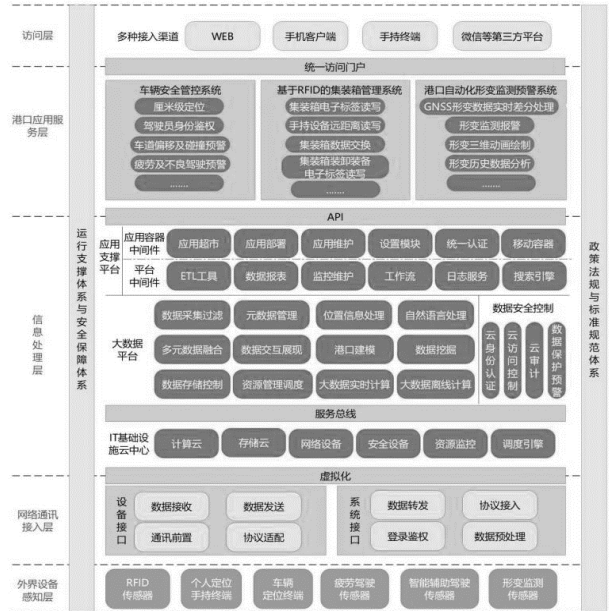 访问层
多种接入渠道 WEB 手机客户端 手持终端 微信等第三方平台
统一访问门户
港口应用服务层
车辆安全管控系统
厘米级定位
驾驶员身份鉴权
车道偏移及碰撞预警
疲劳及不良驾驶预警
.......
基于RFID的集装箱管理系统
集装箱电子标签读写
手持设备远距离读写
集装箱数据交换
集装箱装卸装备
电子标签读写
.......
港口自动化形变监测预警系统
GNSS形变数据实时差分处理
形变监测报警
形变三维动画绘制
形变历史数据分析
.......
运行支撑体系与安全保障体系
政策法规与标准规范体系
信息处理层
API
应用支撑平台
应用容器中间件 应用超市 应用部署 应用维护 设置模块 统一认证 移动容器
平台中间件 ETL工具 数据报表 监控维护 工作流 日志服务 搜索引擎
大数据平台
数据采集过滤 元数据管理 位置信息处理 自然语言处理
多元数据融合 数据交互展现 港口建模 数据挖掘
数据存储控制 资源管理调度 大数据实时计算 大数据离线计算
数据安全控制
云身份认证
云访问控制
云审计
数据保护预警
服务总线
IT基础设施云中心 计算云 存储云 网络设备 安全设备 资源监控 调度引擎
虚拟化
网络通讯接入层
设备接口
数据接收 数据发送
通讯前置 协议适配
系统接口
数据转发 协议接入
登录鉴权 数据预处理
外界设备感知层
RFID传感器
个人定位手持终端
车辆定位终端
疲劳驾驶传感器
智能辅助驾驶传感器
形变监测传感器